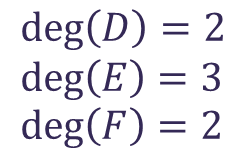 deg(D) = 2
deg(E) = 3
deg(F) = 2